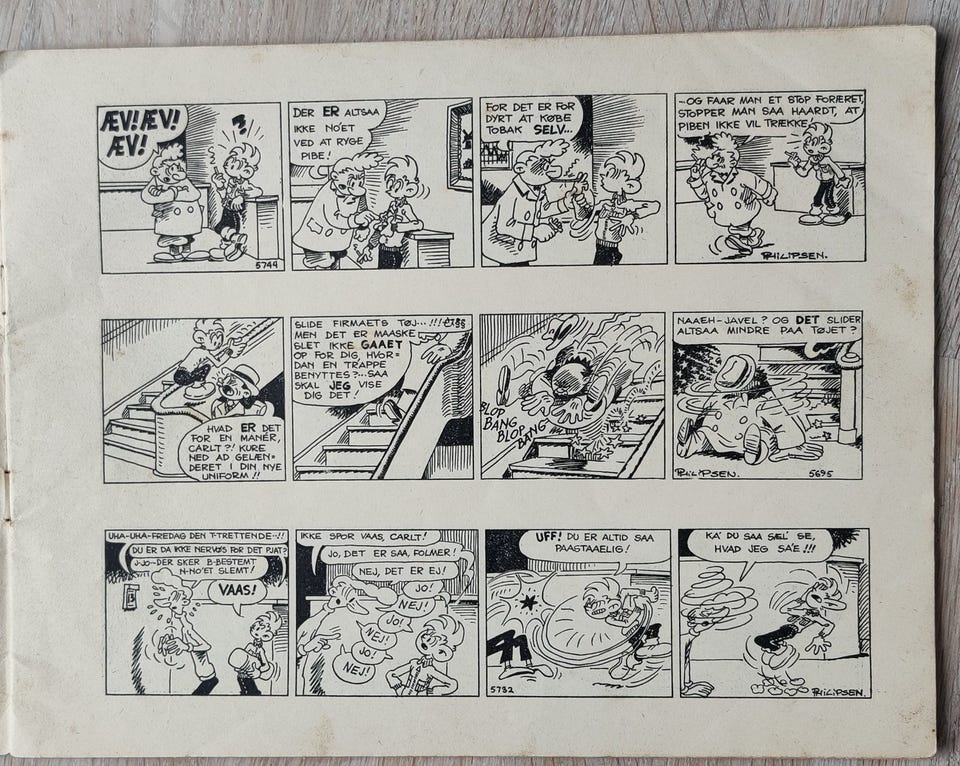 ÆV! ÆV!
ÆV!
?
5744
DER ER ALTSAA
IKKE NO'ET
VED AT RYGE
PIBE!
FOR DET ER FOR
DYRT AT KØBE
TOBAK SELV...
...OG FAAR MAN ET STOP FORÆRET,
STOPPER MAN SAA HAARDT, AT
PIBEN IKKE VIL TRÆKKE!
PHILIPSEN.
HVAD ER DET
FOR EN MANÉR,
CARLT?! KURE
NED AD GELÆN=
DERET I DIN NYE
UNIFORM!!
SLIDE FIRMAETS TØJ...!!!
MEN DET ER MAASKE
SLET IKKE GAAET
OP FOR DIG, HVOR=
DAN EN TRAPPE
BENYTTES?...SAA
SKAL JEG VISE
DIG DET!
BLOP
BANG
BLOP
BANG
NAAEH-JAVEL? OG DET SLIDER
ALTSAA MINDRE PAA TØJET?
PHILIPSEN.
5695
UHA-UHA-FREDAG DEN T-TRETTENDE..!!
DU ER DA IKKE NERVØS FOR DET PJAT?
J-JO--DER SKER B-BESTEMT
N-NO'ET SLEMT!
VAAS!
IKKE SPOR VAAS, CARLT!
JO, DET ER SAA, FOLMER!
NEJ, DET ER EJ!
JO!
NEJ!
JO!
NEJ!
JO!
NEJ!
UFF! DU ER ALTID SAA
PAASTAAELIG!
5732
KA' DU SAA SEL' SE,
HVAD JEG SA'E!!!
PHILIPSEN.